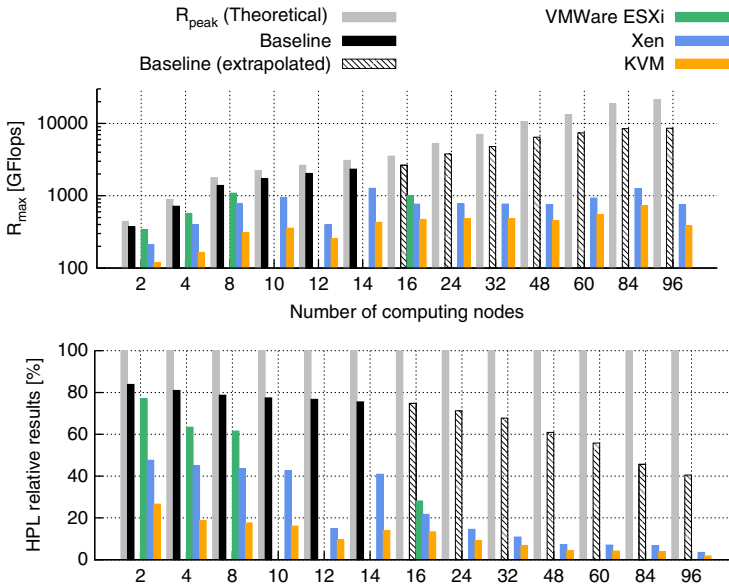 R_peak (Theoretical)
Baseline
Baseline (extrapolated)
VMWare ESXi
Xen
KVM
R_max [GFlops]
10000
1000
100
2 4 8 10 12 14 16 24 32 48 60 84 96
Number of computing nodes
HPL relative results [%]
100
80
60
40
20
0
2 4 8 10 12 14 16 24 32 48 60 84 96